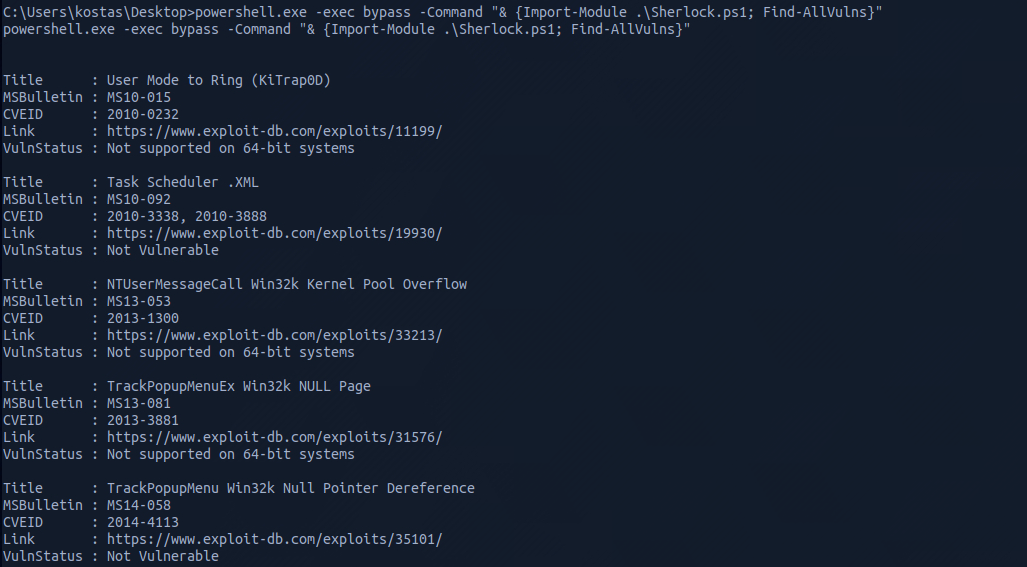 C:\Users\kostas\Desktop>powershell.exe -exec bypass -Command "& {Import-Module .\Sherlock.ps1; Find-AllVulns}"
powershell.exe -exec bypass -Command "& {Import-Module .\Sherlock.ps1; Find-AllVulns}"
Title      : User Mode to Ring (KiTrap0D)
MSBulletin : MS10-015
CVEID      : 2010-0232
Link       : https://www.exploit-db.com/exploits/11199/
VulnStatus : Not supported on 64-bit systems
Title      : Task Scheduler .XML
MSBulletin : MS10-092
CVEID      : 2010-3338, 2010-3888
Link       : https://www.exploit-db.com/exploits/19930/
VulnStatus : Not Vulnerable
Title      : NTUserMessageCall Win32k Kernel Pool Overflow
MSBulletin : MS13-053
CVEID      : 2013-1300
Link       : https://www.exploit-db.com/exploits/33213/
VulnStatus : Not supported on 64-bit systems
Title      : TrackPopupMenuEx Win32k NULL Page
MSBulletin : MS13-081
CVEID      : 2013-3881
Link       : https://www.exploit-db.com/exploits/31576/
VulnStatus : Not supported on 64-bit systems
Title      : TrackPopupMenu Win32k Null Pointer Dereference
MSBulletin : MS14-058
CVEID      : 2014-4113
Link       : https://www.exploit-db.com/exploits/35101/
VulnStatus : Not Vulnerable